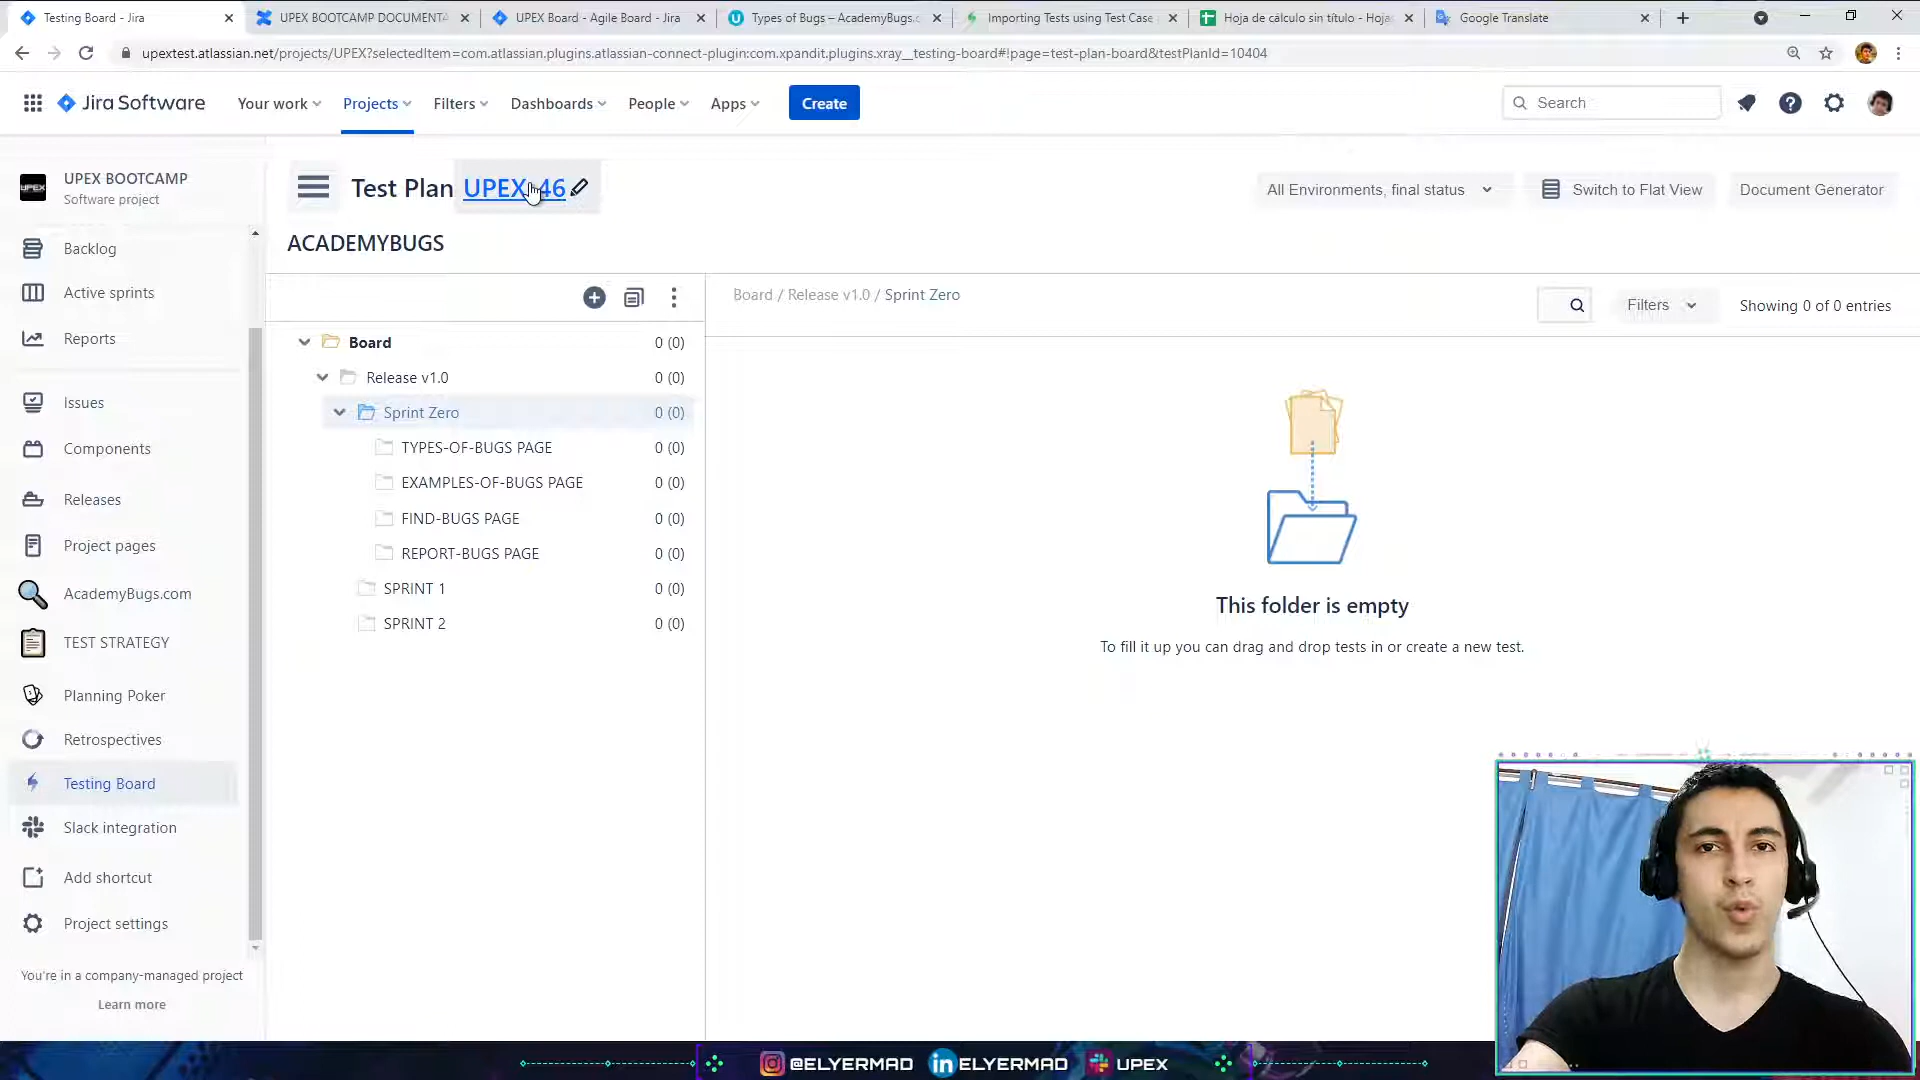 Testing Board - Jira
UPEX BOOTCAMP DOCUMENTA
UPEX Board - Agile Board - Jira
Types of Bugs – AcademyBugs.c
Importing Tests using Test Case
Hoja de cálculo sin título - Hoja
Google Translate
upextest.atlassian.net/projects/UPEX?selectedItem=com.atlassian.plugins.atlassian-connect-plugin:com.xpandit.plugins.xray__testing-board#!page=test-plan-board&testPlanId=10404
Jira Software
Your work
Projects
Filters
Dashboards
People
Apps
Create
Search
UPEX
UPEX BOOTCAMP
Software project
Backlog
Active sprints
Reports
Issues
Components
Releases
Project pages
AcademyBugs.com
TEST STRATEGY
Planning Poker
Retrospectives
Testing Board
Slack integration
Add shortcut
Project settings
You're in a company-managed project
Learn more
Test Plan UPEX-46
All Environments, final status
Switch to Flat View
Document Generator
ACADEMYBUGS
Board 0 (0)
Release v1.0 0 (0)
Sprint Zero 0 (0)
TYPES-OF-BUGS PAGE 0 (0)
EXAMPLES-OF-BUGS PAGE 0 (0)
FIND-BUGS PAGE 0 (0)
REPORT-BUGS PAGE 0 (0)
SPRINT 1 0 (0)
SPRINT 2 0 (0)
Board / Release v1.0 / Sprint Zero
Filters
Showing 0 of 0 entries
This folder is empty
To fill it up you can drag and drop tests in or create a new test.
@ELYERMAD
in ELYERMAD
UPEX